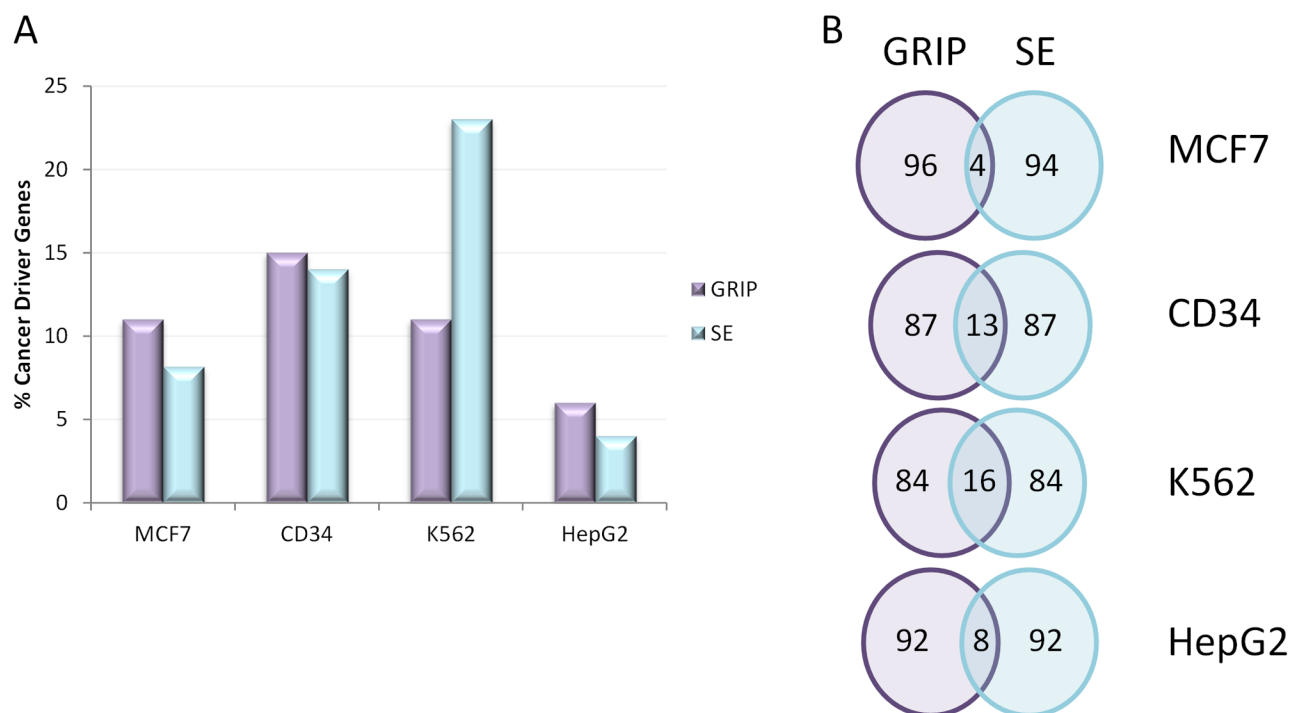 A
% Cancer Driver Genes
25
20
15
10
5
0
MCF7 CD34 K562 HepG2
GRIP
SE
B
GRIP SE
96 4 94 MCF7
87 13 87 CD34
84 16 84 K562
92 8 92 HepG2